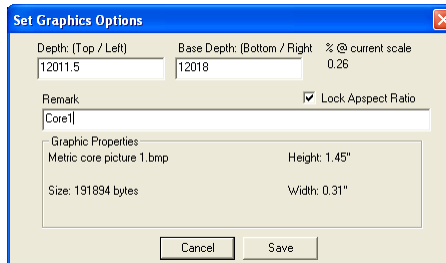 Set Graphics Options
Depth: (Top / Left) Base Depth: (Bottom / Right % @ current scale
12011.5 12018 0.26
Remark Lock Apspect Ratio
Core1
Graphic Properties
Metric core picture 1.bmp Height: 1.45"
Size: 191894 bytes Width: 0.31"
Cancel Save